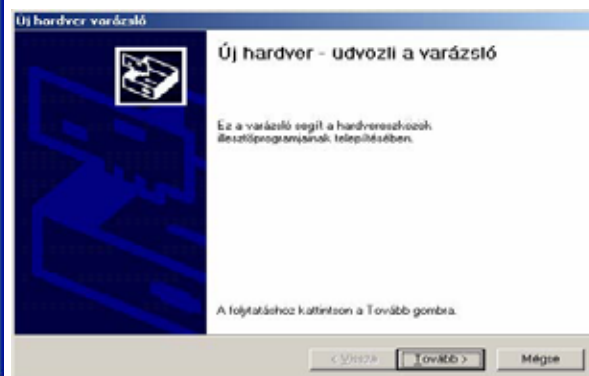 Új hardver varázsló
Új hardver - üdvözli a varázsló
Ez a varázsló segít a hardvereszközök
illesztőprogramjainak telepítésében.
A folytatáshoz kattintson a Tovább gombra.
< Vissza Tovább > Mégse